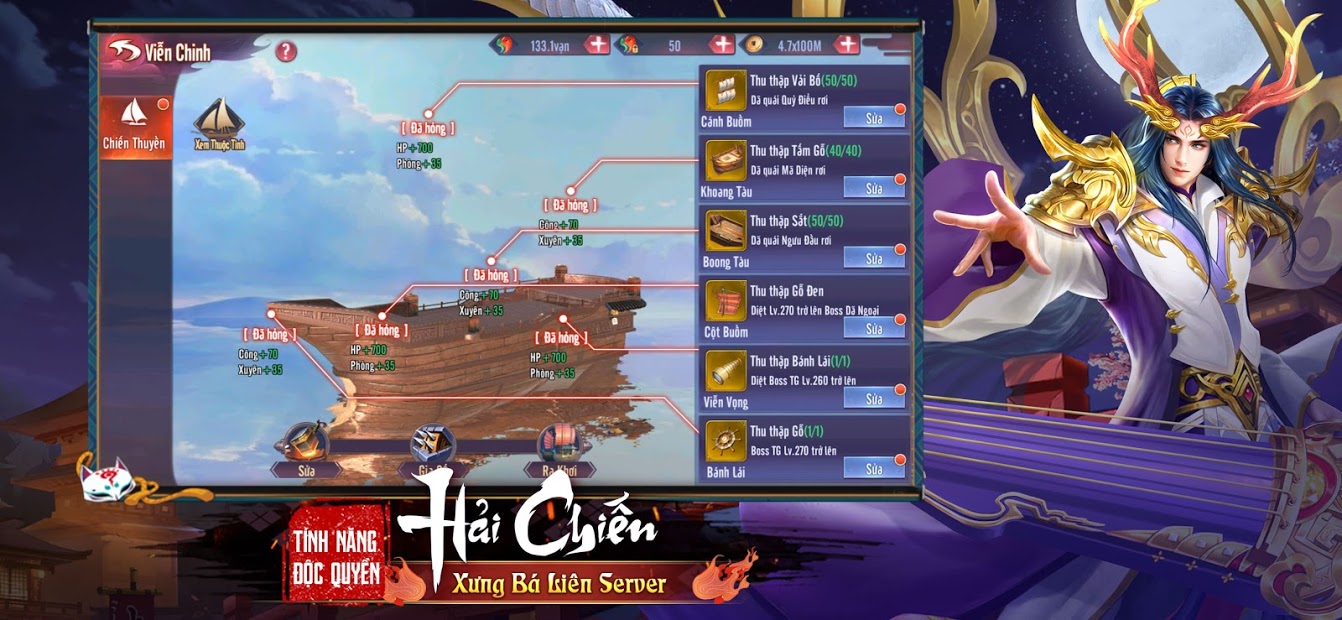 Viễn Chinh
?
133.1vạn
50
4.7x100M
Chiến Thuyền
Xem Thuộc Tính
[ Đã hỏng ]
HP+700
Phòng+35
[ Đã hỏng ]
Công+70
Xuyên+35
[ Đã hỏng ]
Công+70
Xuyên+35
[ Đã hỏng ]
Công+70
Xuyên+35
[ Đã hỏng ]
HP+700
Phòng+35
[ Đã hỏng ]
HP+700
Phòng+35
Sửa
Ra Khơi
Thu thập Vải Bố(50/50)
Dã quái Quỷ Điểu rơi
Cánh Buồm
Sửa
Thu thập Tấm Gỗ(40/40)
Dã quái Mã Diện rơi
Khoang Tàu
Sửa
Thu thập Sắt(50/50)
Dã quái Ngưu Đầu rơi
Boong Tàu
Sửa
Thu thập Gỗ Đen
Diệt Lv.270 trở lên Boss Dã Ngoại
Cột Buồm
Sửa
Thu thập Bánh Lái(1/1)
Diệt Boss TG Lv.260 trở lên
Viễn Vọng
Sửa
Thu thập Gỗ(1/1)
Boss TG Lv.270 trở lên
Bánh Lái
Sửa
TÍNH NĂNG
ĐỘC QUYỀN
Hải Chiến
Xưng Bá Liên Server